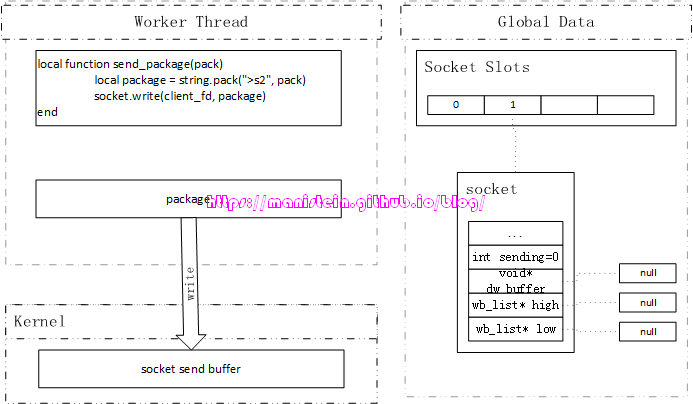 Worker Thread
local function send_package(pack)
local package = string.pack(">s2", pack)
socket.write(client_fd, package)
end
package
https://manistein.github.io/blog/
write
Kernel
socket send buffer
Global Data
Socket Slots
0 1
socket
...
int sending=0
void*
dw_buffer
null
wb_list* high
null
wb_list* low
null